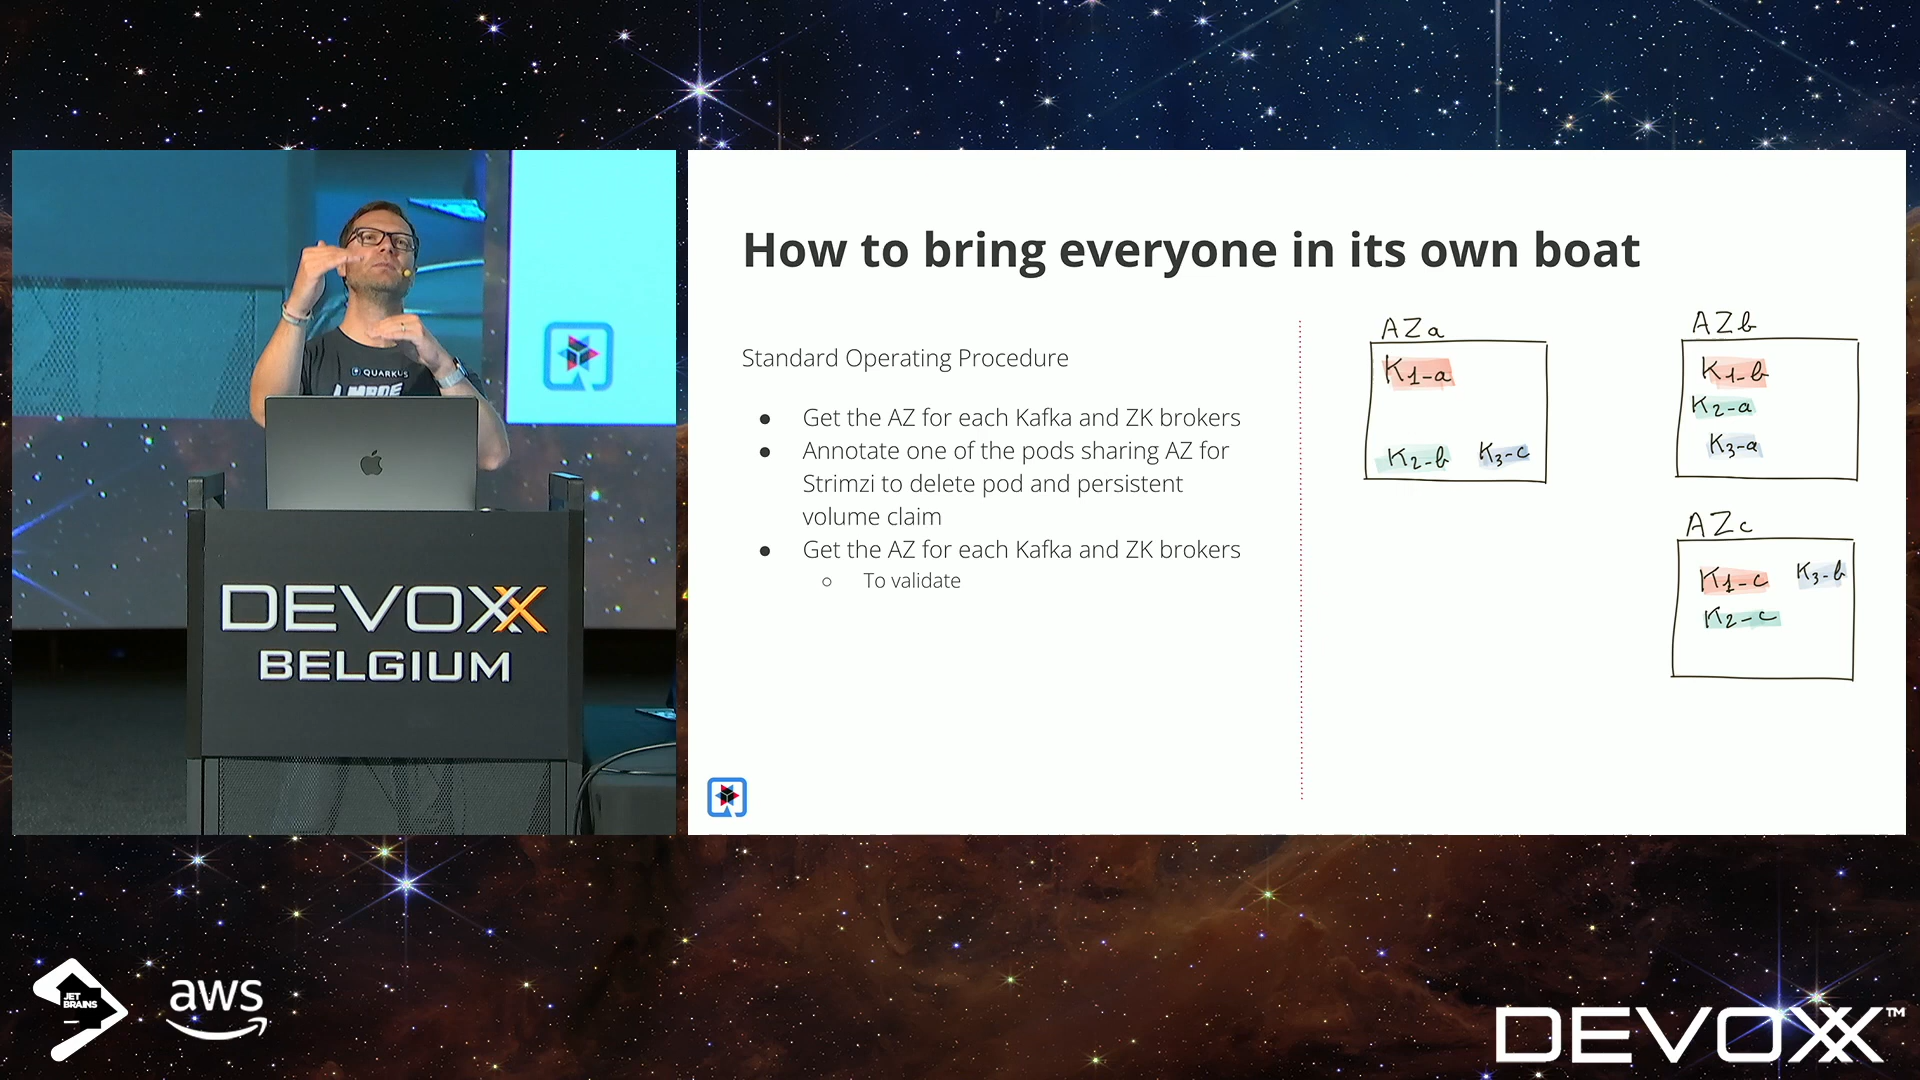 How to bring everyone in its own boat
Standard Operating Procedure
● Get the AZ for each Kafka and ZK brokers
● Annotate one of the pods sharing AZ for
Strimzi to delete pod and persistent
volume claim
● Get the AZ for each Kafka and ZK brokers
○ To validate
AZa
K1-a
K2-b K3-c
AZb
K1-b
K2-a
K3-a
AZc
K1-c K3-b
K2-c
QUARKUS
DEVOXX
BELGIUM
JET
BRAINS
aws
DEVOXX™